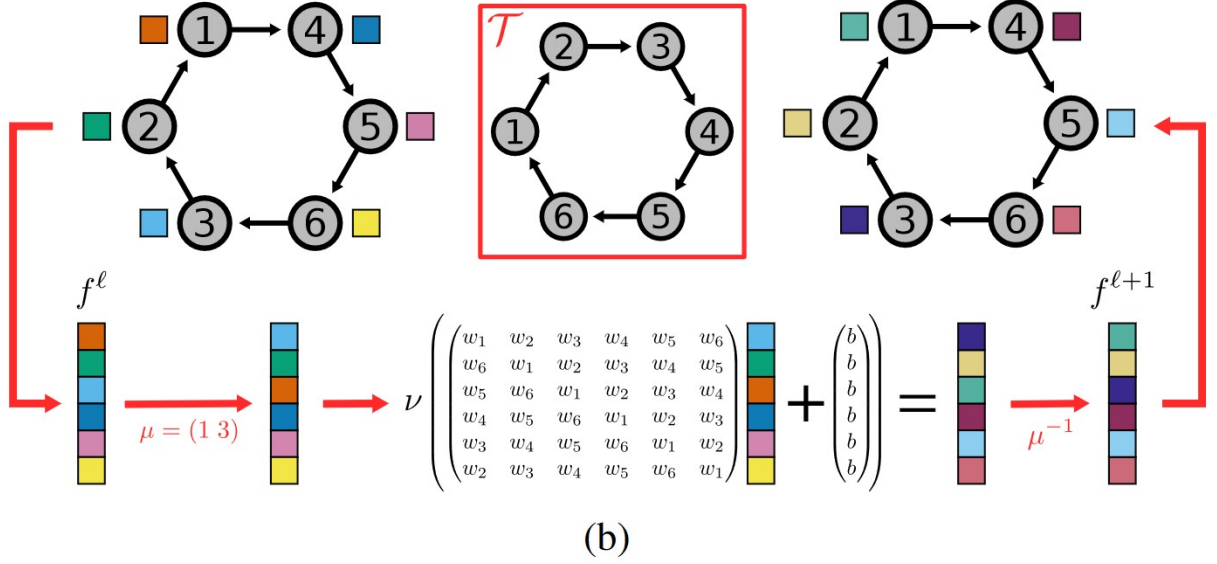 1 4 𝒯 2 3 1 4
2 5 1 4 2 5
3 6 6 5 3 6
f^ℓ f^{ℓ+1}
w₁ w₂ w₃ w₄ w₅ w₆ b
w₆ w₁ w₂ w₃ w₄ w₅ b
w₅ w₆ w₁ w₂ w₃ w₄ b
μ = (1 3) ν ( w₄ w₅ w₆ w₁ w₂ w₃ + b ) = μ⁻¹
w₃ w₄ w₅ w₆ w₁ w₂ b
w₂ w₃ w₄ w₅ w₆ w₁ b
(b)